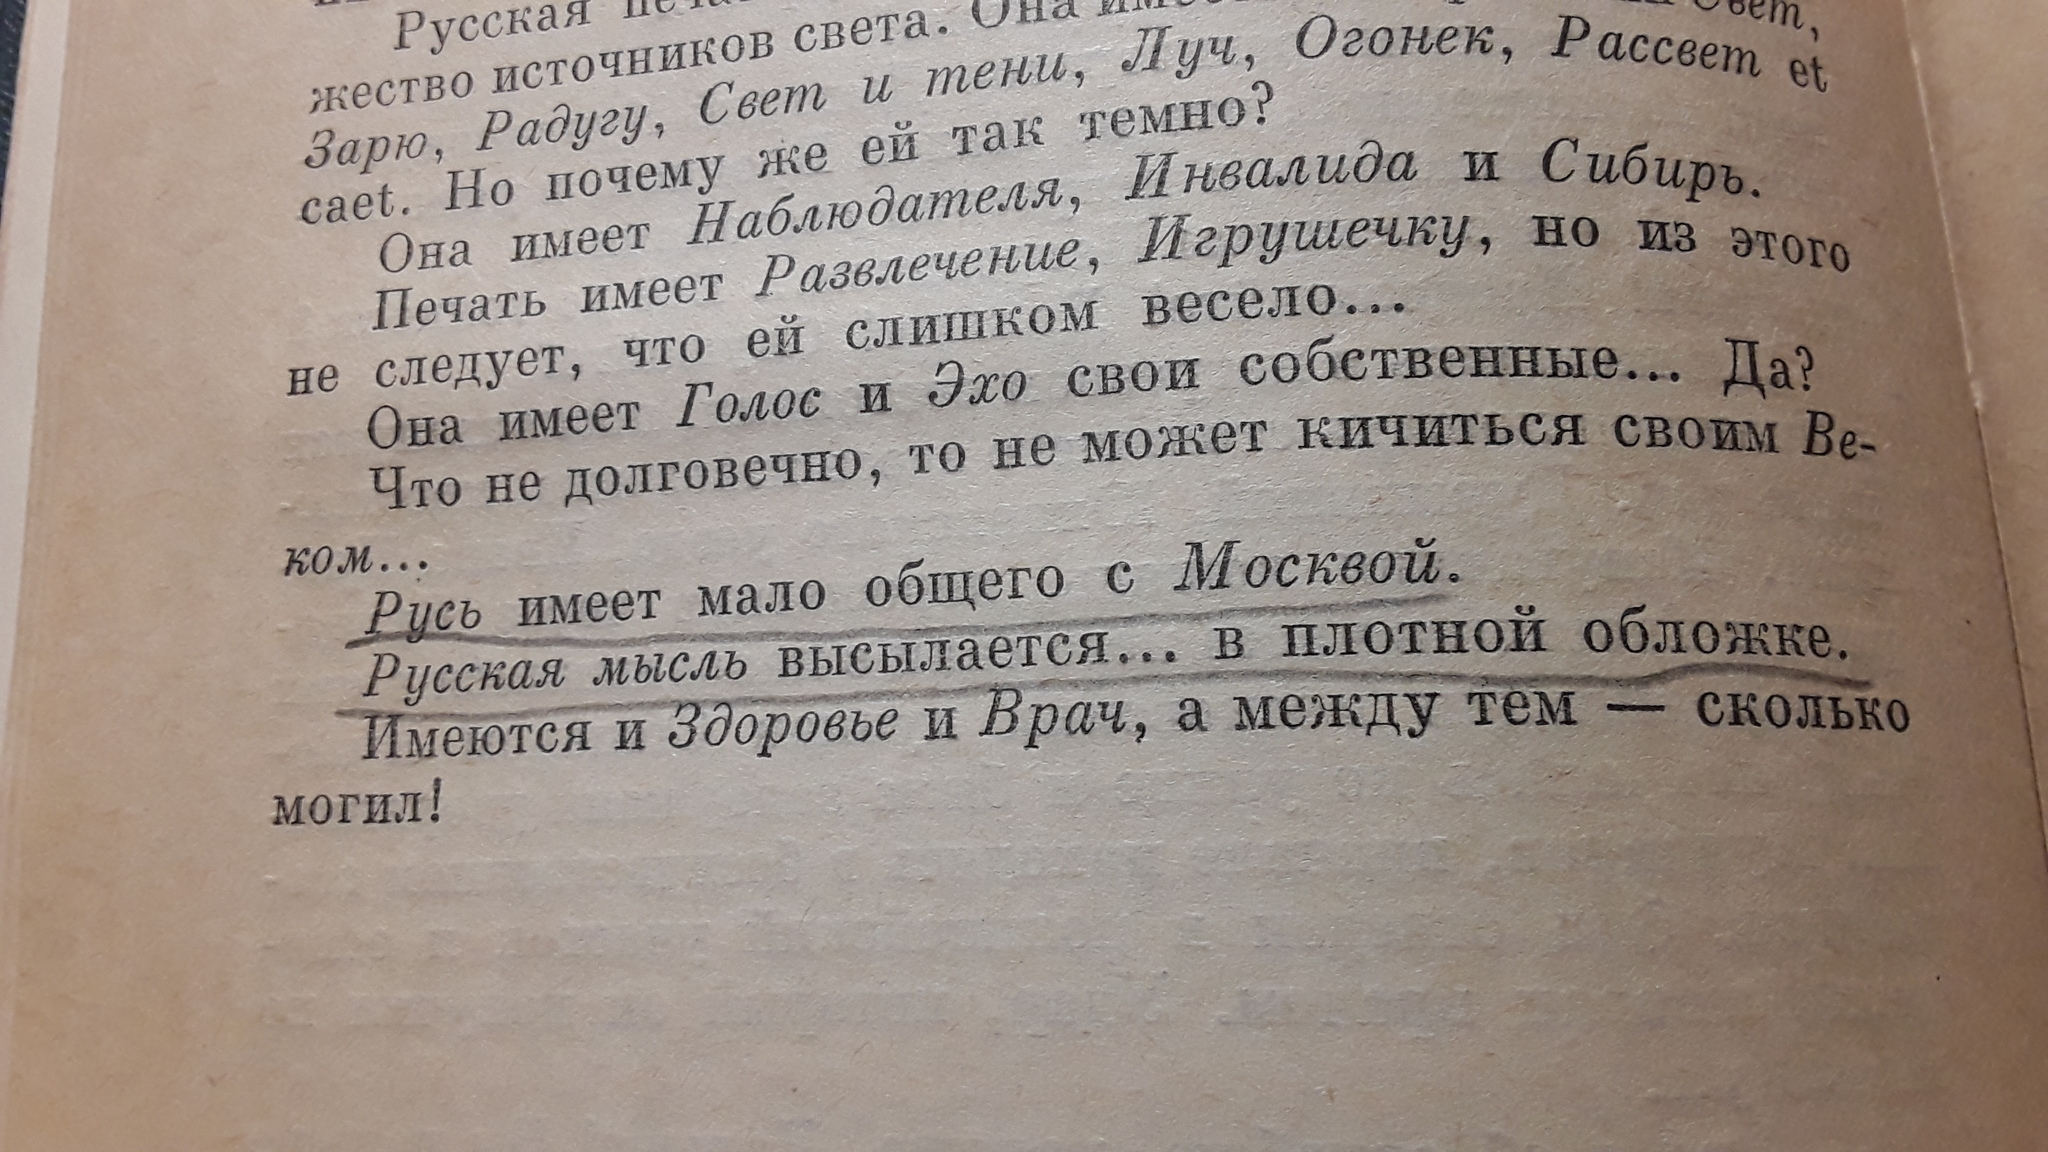 Русская
жество источников света. Она
Свет,
Зарю, Радугу, Свет и тени, Луч, Огонек, Рассвет et
caet. Но почему же ей так темно?
Она имеет Наблюдателя, Инвалида и Сибирь.
Печать имеет Развлечение, Игрушечку, но из этого
не следует, что ей слишком весело...
Она имеет Голос и Эхо свои собственные... Да?
Что не долговечно, то не может кичиться своим Ве-
ком...
Русь имеет мало общего с Москвой.
Русская мысль высылается... в плотной обложке.
Имеются и Здоровье и Врач, а между тем — сколько
могил!